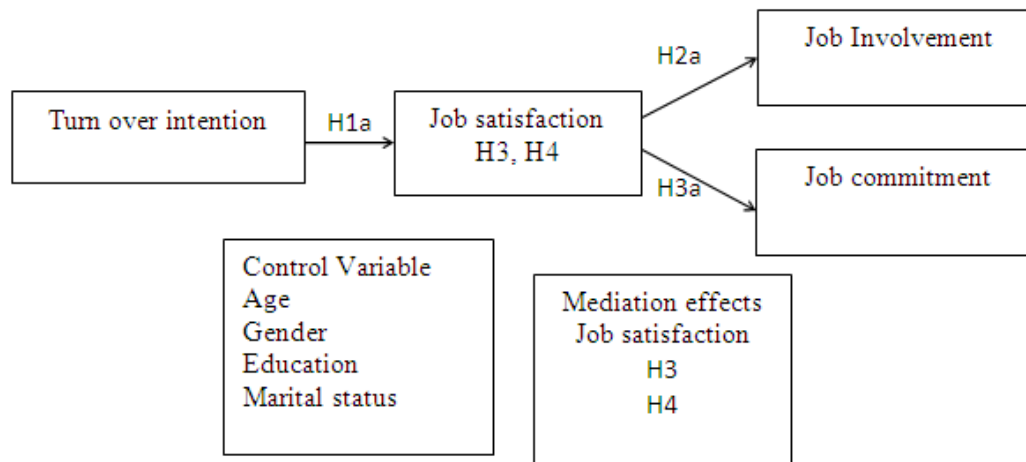 Turn over intention
H1a
Job satisfaction
H3, H4
H2a
Job Involvement
H3a
Job commitment
Control Variable
Age
Gender
Education
Marital status
Mediation effects
Job satisfaction
H3
H4